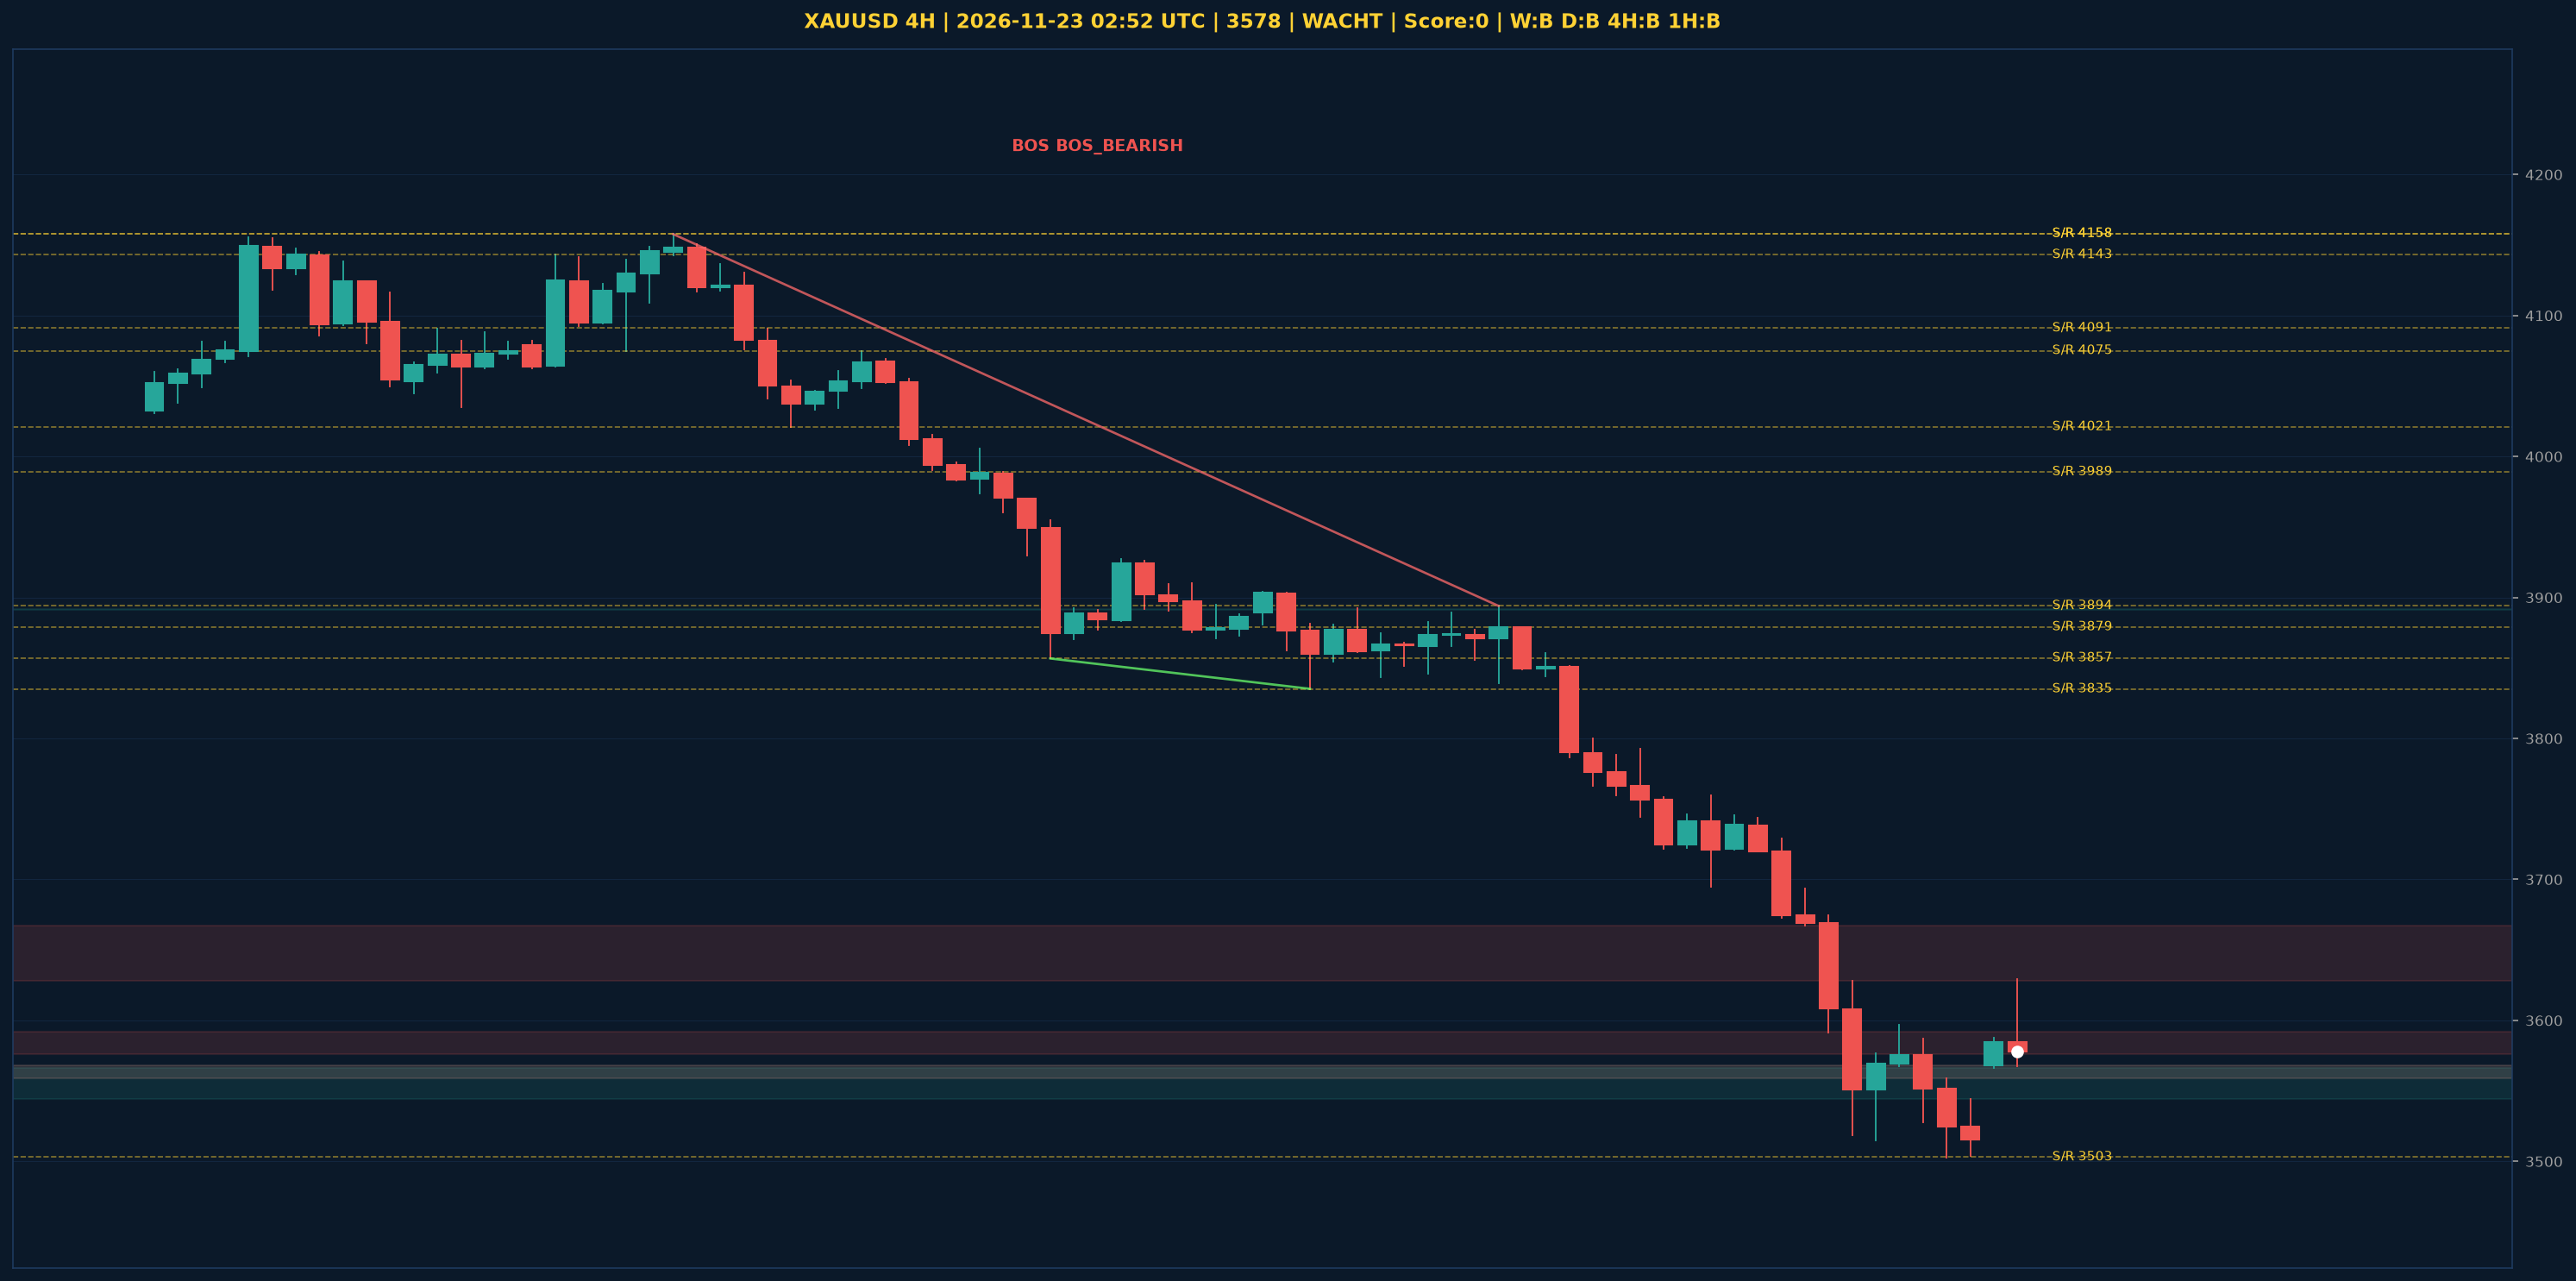 XAUUSD 4H | 2026-11-23 02:52 UTC | 3578 | WACHT | Score:0 | W:B D:B 4H:B 1H:B
BOS BOS_BEARISH
4200
S/R 4158
S/R 4143
4100
S/R 4091
S/R 4075
S/R 4021
4000
S/R 3989
3900
S/R 3894
S/R 3879
S/R 3857
S/R 3835
3800
3700
3600
S/R 3503
3500